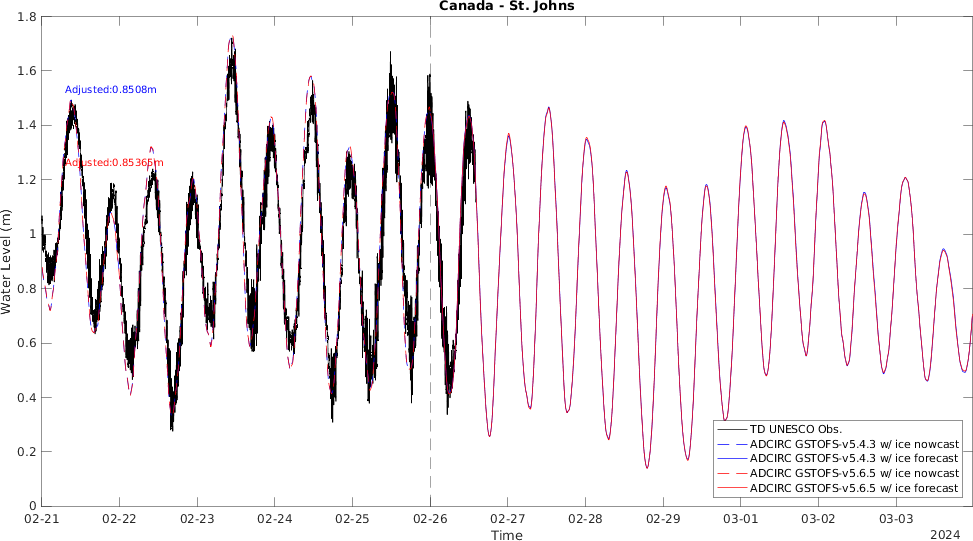 Canada - St. Johns
1.8
1.6
1.4
1.2
1
0.8
0.6
0.4
0.2
0
Water Level (m)
Adjusted:0.8508m
Adjusted:0.85365m
TD UNESCO Obs.
ADCIRC GSTOFS-v5.4.3 w/ ice nowcast
ADCIRC GSTOFS-v5.4.3 w/ ice forecast
ADCIRC GSTOFS-v5.6.5 w/ ice nowcast
ADCIRC GSTOFS-v5.6.5 w/ ice forecast
02-21 02-22 02-23 02-24 02-25 02-26 02-27 02-28 02-29 03-01 03-02 03-03
Time
2024